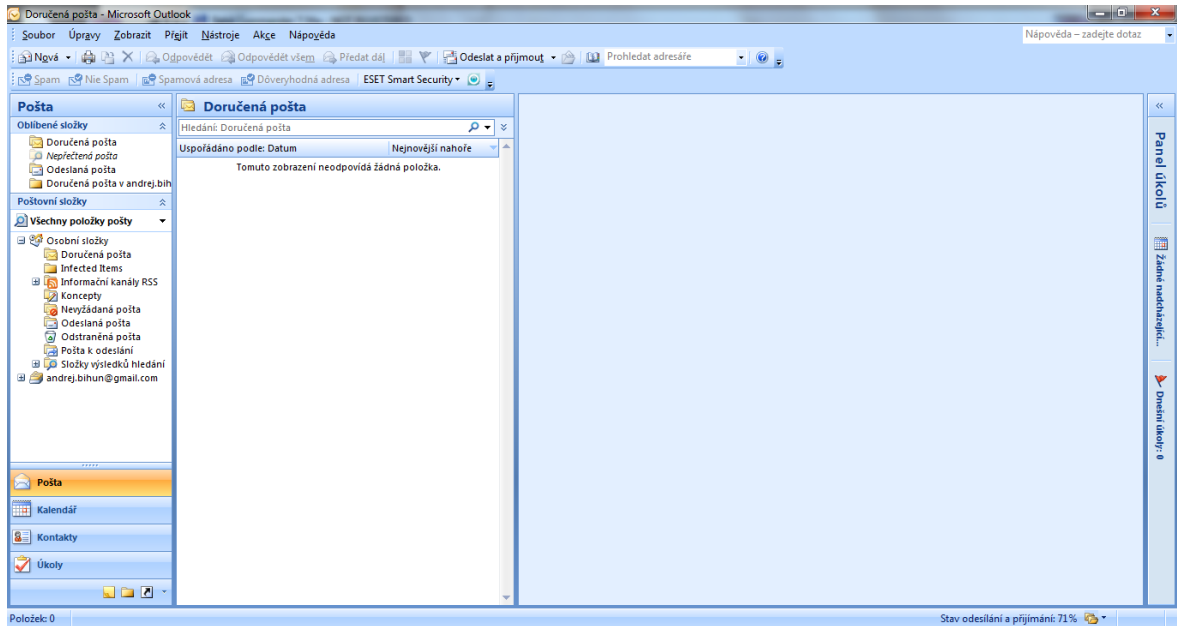 Doručená pošta - Microsoft Outlook
Soubor Úpravy Zobrazit Přejít Nástroje Akce Nápověda
Nápověda – zadejte dotaz
Nová Odpovědět Odpovědět všem Předat dál Odeslat a přijmout Prohledat adresáře
Spam Nie Spam Spamová adresa Dôveryhodná adresa ESET Smart Security
Pošta
Oblíbené složky
Doručená pošta
Nepřečtená pošta
Odeslaná pošta
Doručená pošta v andrej.bih
Poštovní složky
Všechny položky pošty
Osobní složky
Doručená pošta
Infected Items
Informační kanály RSS
Koncepty
Nevyžádaná pošta
Odeslaná pošta
Odstraněná pošta
Pošta k odeslání
Složky výsledků hledání
andrej.bihun@gmail.com
Pošta
Kalendář
Kontakty
Úkoly
Doručená pošta
Hledání: Doručená pošta
Uspořádáno podle: Datum Nejnovější nahoře
Tomuto zobrazení neodpovídá žádná položka.
Panel úkolů
Žádné nadcházející...
Dnešní úkoly: 0
Položek: 0
Stav odesílání a přijímání: 71%